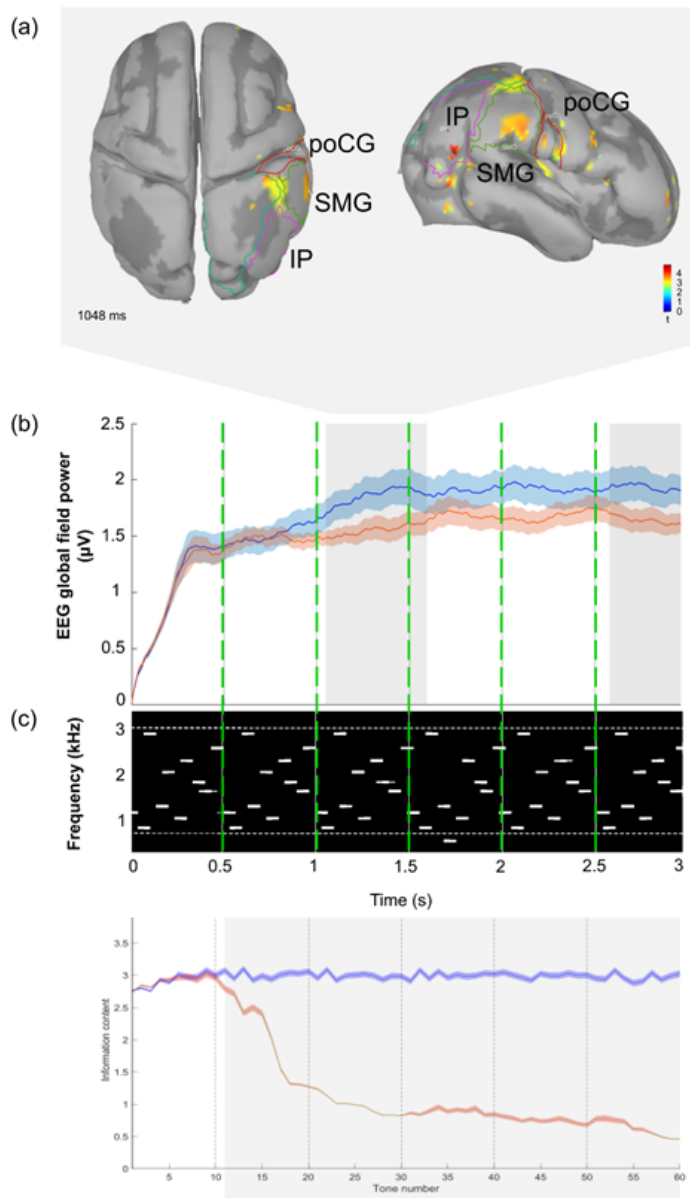 (a)
poCG
SMG
IP
IP
poCG
SMG
SMG
1048 ms
4
3
2
1
0
t
(b)
2.5
2
1.5
1
0.5
0
EEG global field power
(µV)
(c)
3
2
1
Frequency (kHz)
0 0.5 1 1.5 2 2.5 3
Time (s)
3.5
3
2.5
2
1.5
1
0.5
0
Information content
5 10 15 20 25 30 35 40 45 50 55 60
Tone number